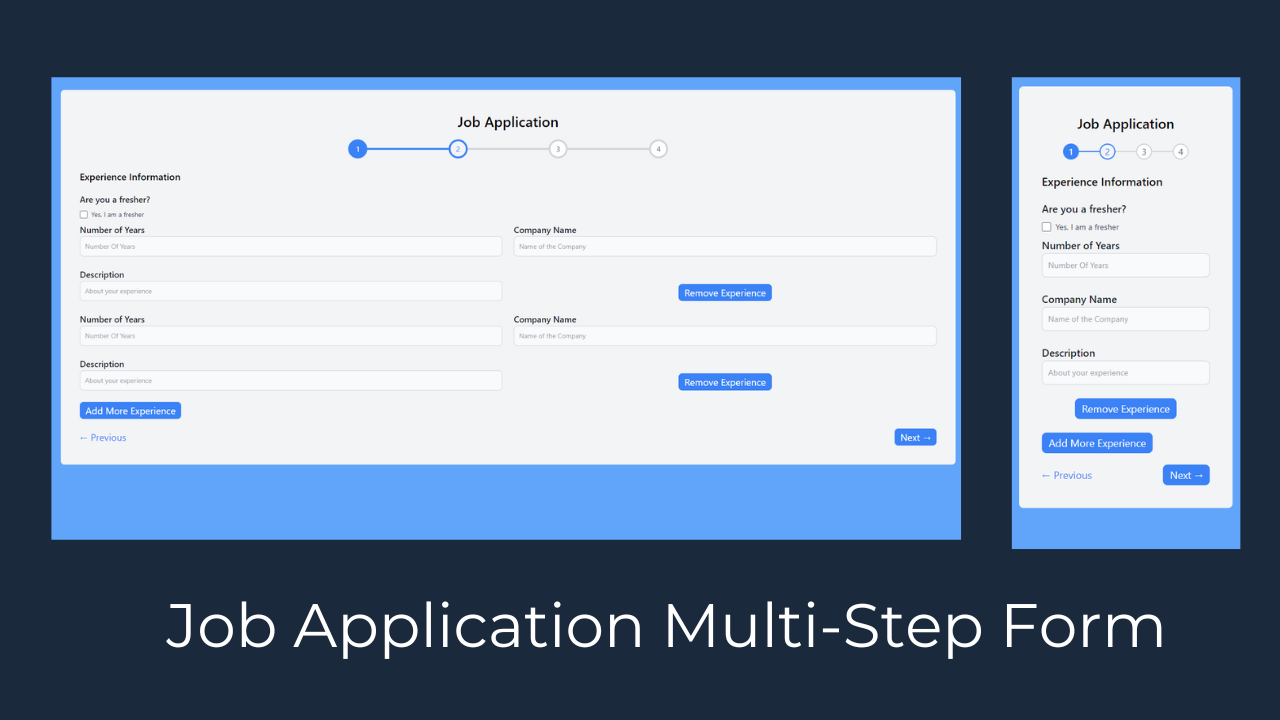 Job Application
1 2 3 4
Experience Information
Are you a fresher?
Yes, I am a fresher
Number of Years Company Name
Number Of Years Name of the Company
Description
About your experience Remove Experience
Number of Years Company Name
Number Of Years Name of the Company
Description
About your experience Remove Experience
Add More Experience
← Previous Next →
Job Application
1 2 3 4
Experience Information
Are you a fresher?
Yes, I am a fresher
Number of Years
Number Of Years
Company Name
Name of the Company
Description
About your experience
Remove Experience
Add More Experience
← Previous Next →
Job Application Multi-Step Form